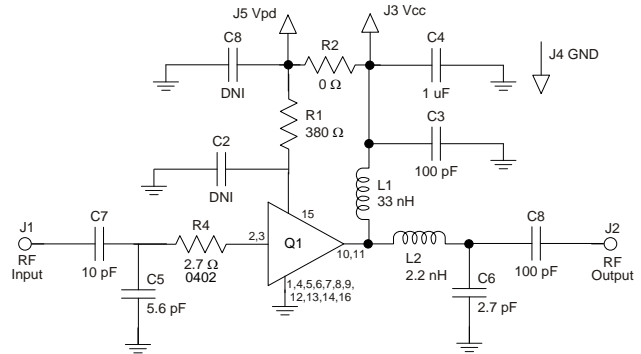 J5 Vpd
J3 Vcc
C8
DNI
R2
0 Ω
C4
1 uF
J4 GND
R1
380 Ω
C3
100 pF
C2
DNI
L1
33 nH
J1
RF
Input
C7
10 pF
R4
2.7 Ω
0402
2,3
15
Q1
10,11
L2
2.2 nH
C8
100 pF
J2
RF
Output
C5
5.6 pF
1,4,5,6,7,8,9,
12,13,14,16
C6
2.7 pF